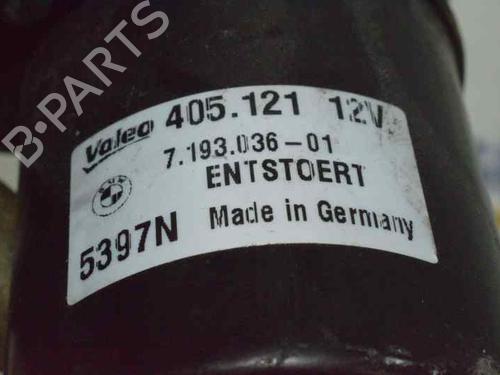 B-PARTS
Valeo 405.121 12V
7.193.036-01
ENTSTOERT
5397N Made in Germany